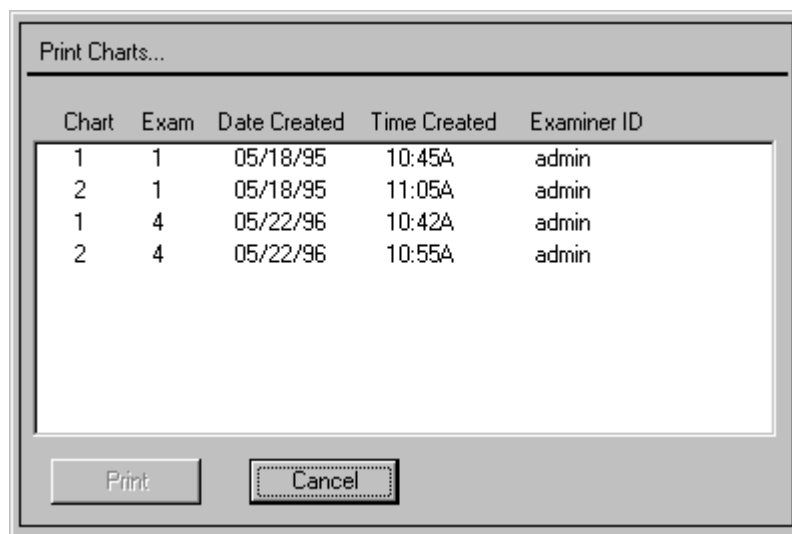 Print Charts...
Chart Exam Date Created Time Created Examiner ID
1 1 05/18/95 10:45A admin
2 1 05/18/95 11:05A admin
1 4 05/22/96 10:42A admin
2 4 05/22/96 10:55A admin
Print Cancel